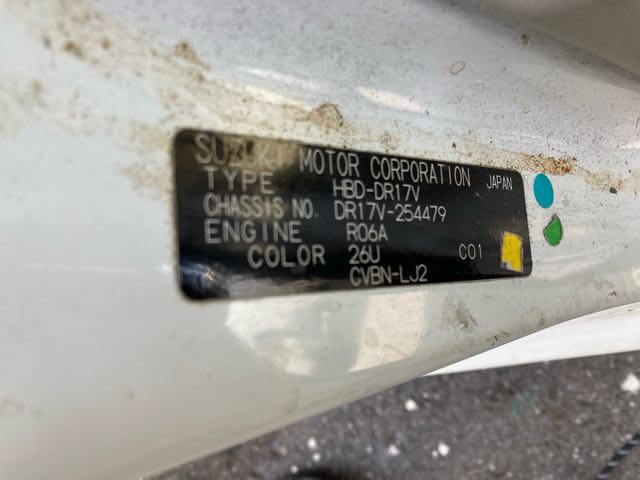 SUZUKI MOTOR CORPORATION JAPAN
TYPE HBD-DR17V
CHASSIS NO. DR17V-254479
ENGINE R06A
COLOR 26U C01
CVBN-LJ2